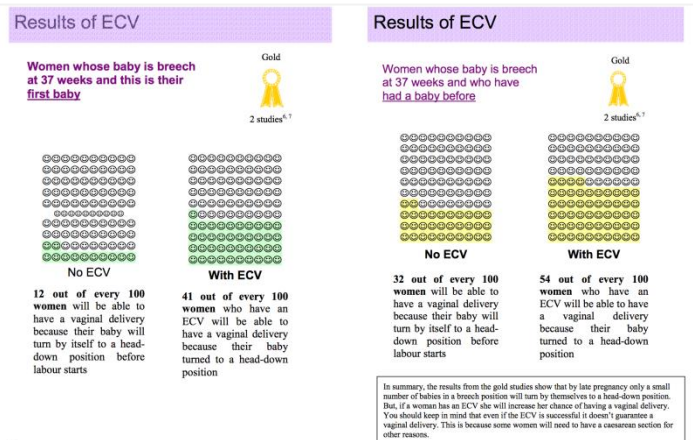 Results of ECV
Women whose baby is breech
at 37 weeks and this is their
first baby
Gold
2 studies6, 7
No ECV
With ECV
12 out of every 100
women will be able to
have a vaginal delivery
because their baby will
turn by itself to a head-
down position before
labour starts
41 out of every 100
women who have an
ECV will be able to
have a vaginal delivery
because their baby
turned to a head-down
position
Results of ECV
Women whose baby is breech
at 37 weeks and who have
had a baby before
Gold
2 studies6, 7
No ECV
With ECV
32 out of every 100
women will be able to
have a vaginal delivery
because their baby will
turn by itself to a head-
down position before
labour starts
54 out of every 100
women who have an
ECV will be able to have
a vaginal delivery
because their baby
turned to a head-down
position
In summary, the results from the gold studies show that by late pregnancy only a small
number of babies in a breech position will turn by themselves to a head-down position.
But, if a woman has an ECV she will increase her chance of having a vaginal delivery.
You should keep in mind that even if the ECV is successful it doesn't guarantee a
vaginal delivery. This is because some women will need to have a caesarean section for
other reasons.